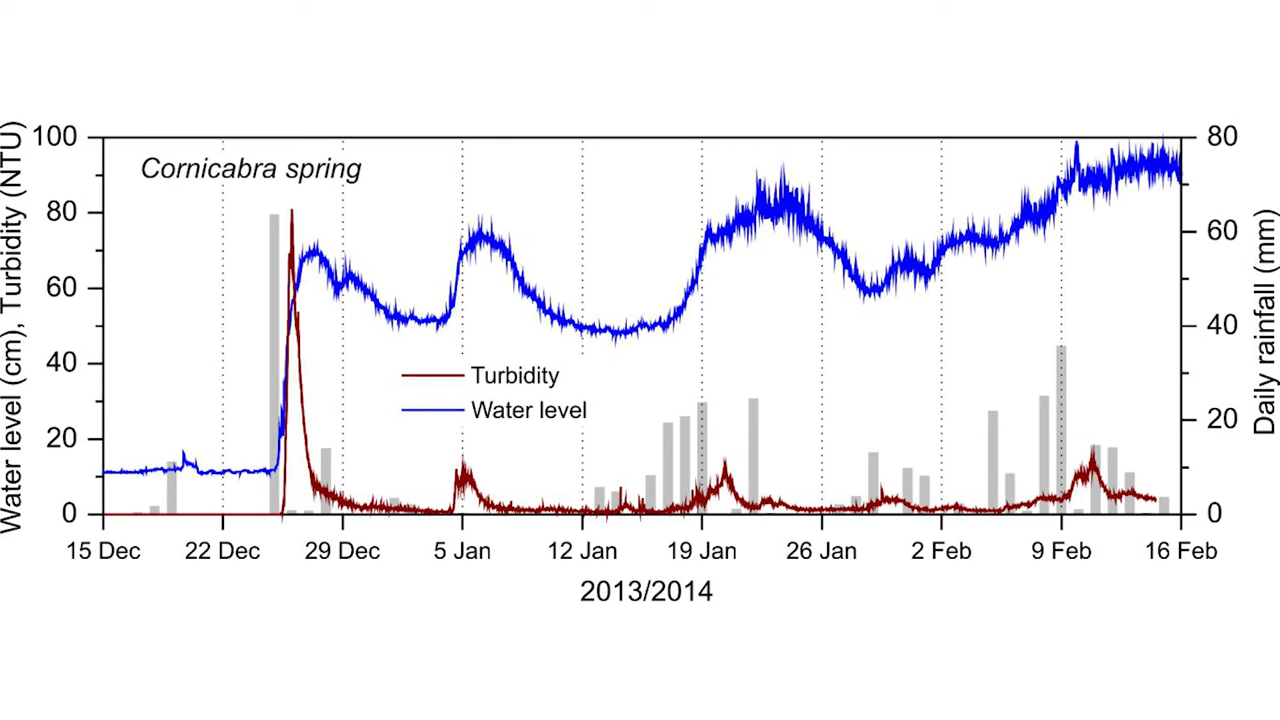 Cornicabra spring
Water level (cm), Turbidity (NTU)
100
80
60
40
20
0
Turbidity
Water level
80
60
40
20
0
Daily rainfall (mm)
15 Dec 22 Dec 29 Dec 5 Jan 12 Jan 19 Jan 26 Jan 2 Feb 9 Feb 16 Feb
2013/2014